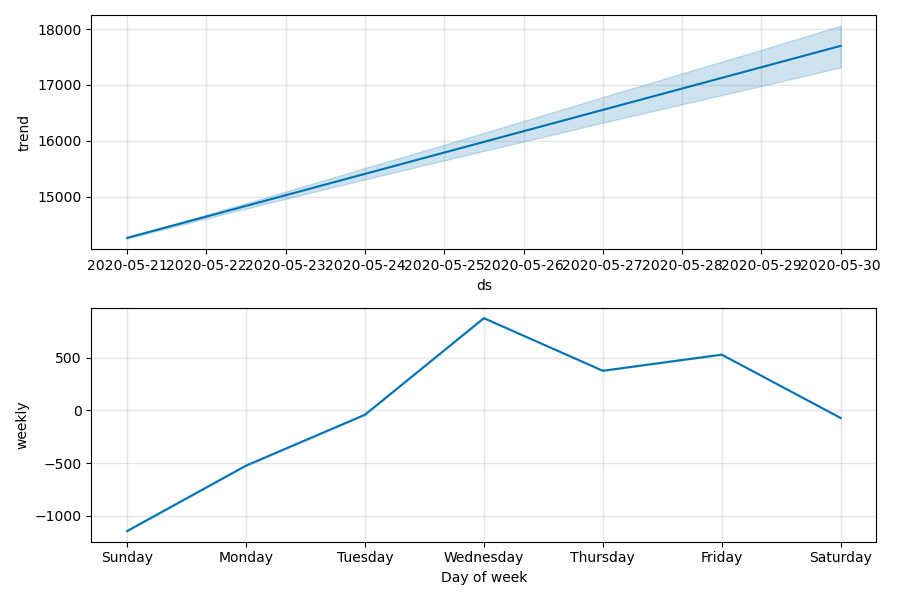 18000
17000
16000
15000
trend
2020-05-21 2020-05-22 2020-05-23 2020-05-24 2020-05-25 2020-05-26 2020-05-27 2020-05-28 2020-05-29 2020-05-30
ds
500
0
−500
−1000
weekly
Sunday Monday Tuesday Wednesday Thursday Friday Saturday
Day of week